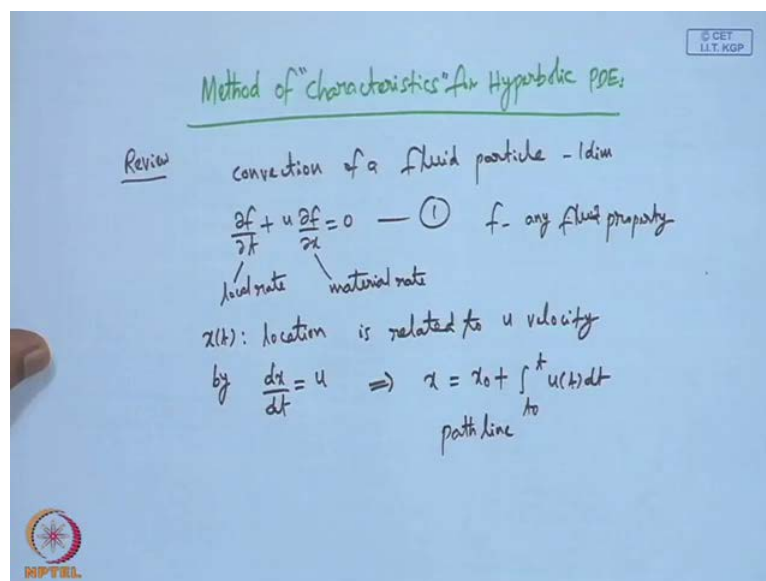 © CET
I.I.T. KGP
Method of "characteristics" for Hyperbolic PDEs
Review convection of a fluid particle - 1dim
∂f/∂t + u ∂f/∂x = 0 — ① f - any fluid property
local rate material rate
x(t): location is related to u velocity
by dx/dt = u ⇒ x = x₀ + ∫_{t₀}^{t} u(t)dt
path line
NPTEL